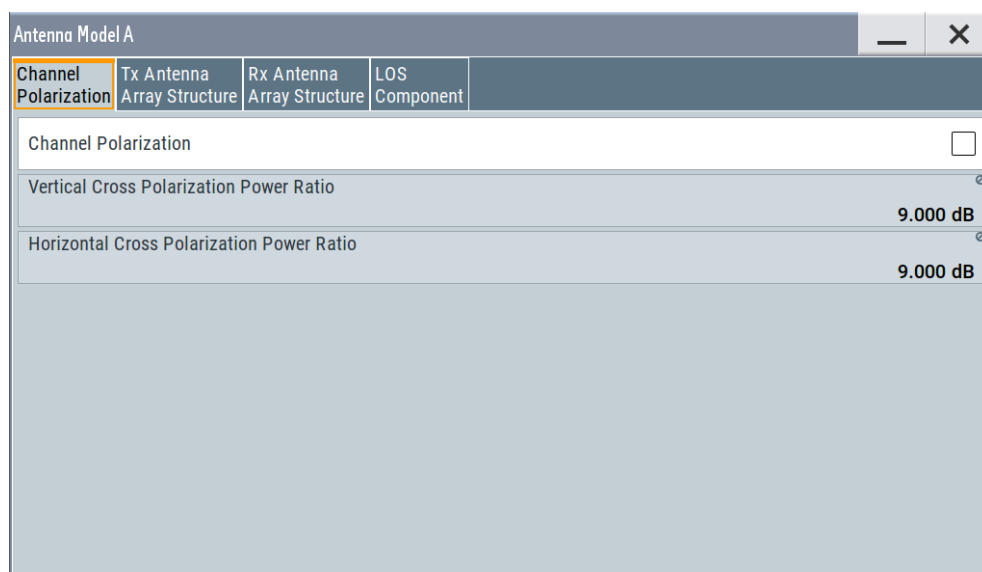 Antenna Model A
Channel Polarization
Tx Antenna Array Structure
Rx Antenna Array Structure
LOS Component
Channel Polarization
Vertical Cross Polarization Power Ratio
9.000 dB
Horizontal Cross Polarization Power Ratio
9.000 dB